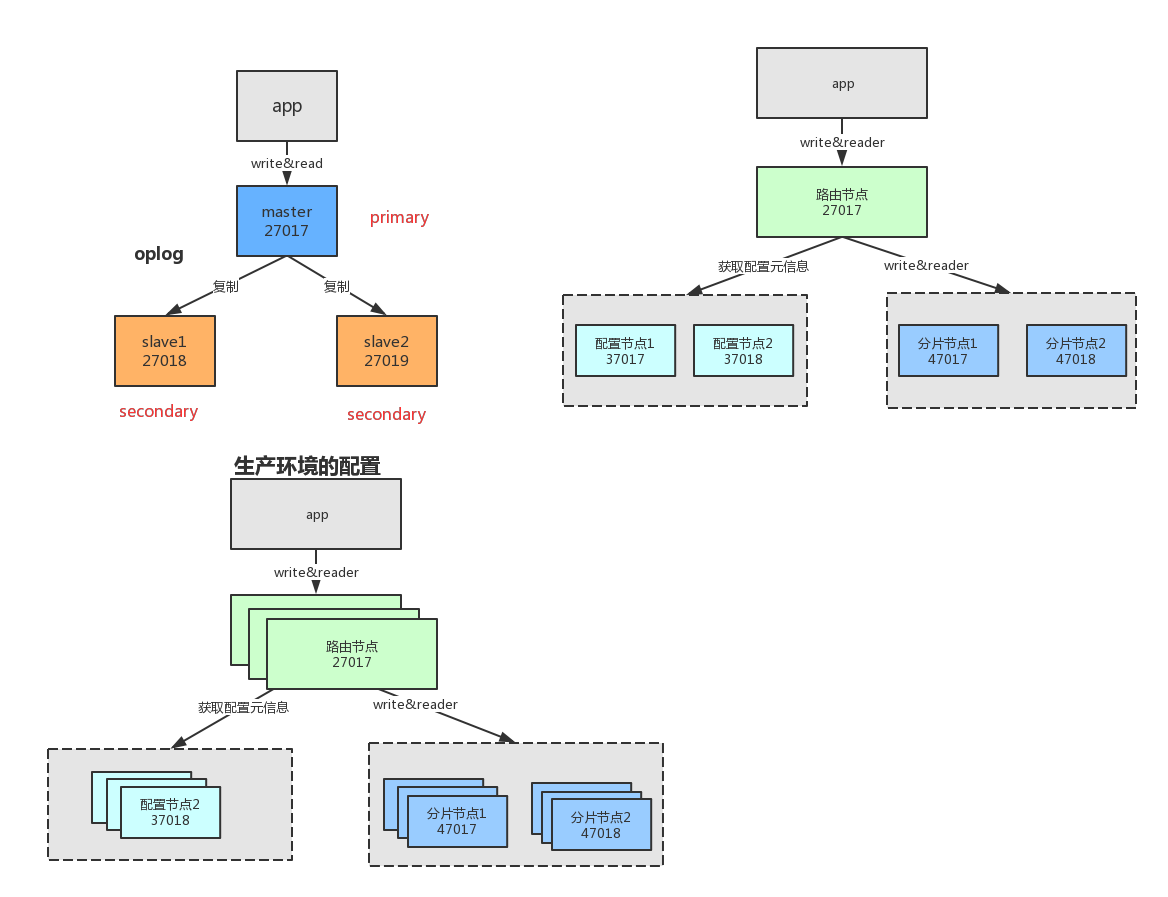 app
write&read
master
27017
primary
oplog
复制
复制
slave1
27018
slave2
27019
secondary
secondary
app
write&reader
路由节点
27017
获取配置元信息
write&reader
配置节点1
37017
配置节点2
37018
分片节点1
47017
分片节点2
47018
生产环境的配置
app
write&reader
路由节点
27017
获取配置元信息
write&reader
配置节点2
37018
分片节点1
47017
分片节点2
47018